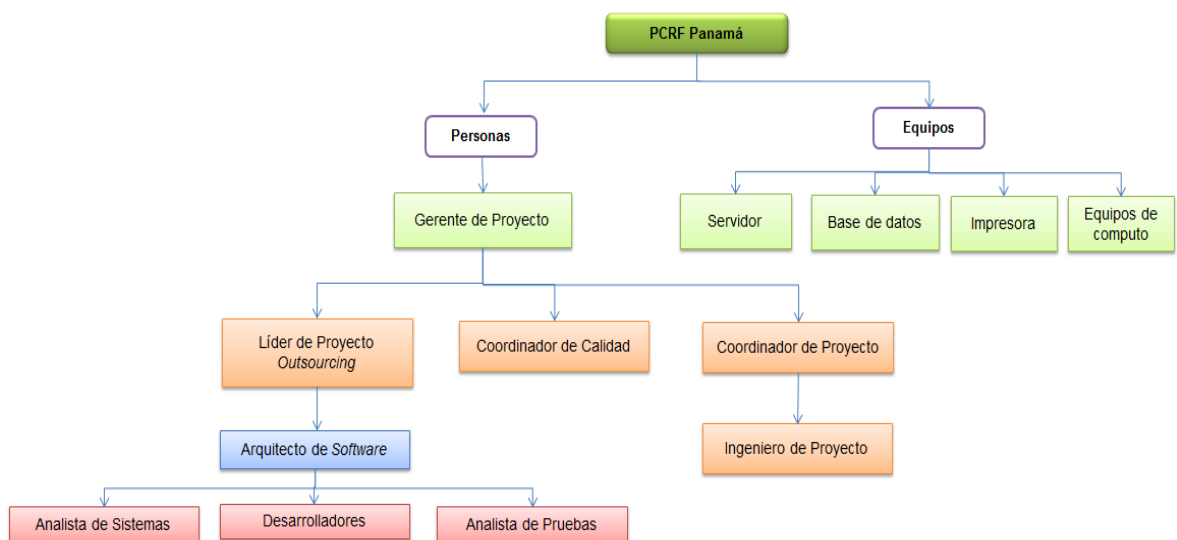 PCRF Panamá
Personas
Equipos
Gerente de Proyecto
Servidor
Base de datos
Impresora
Equipos de
computo
Líder de Proyecto
Outsourcing
Coordinador de Calidad
Coordinador de Proyecto
Arquitecto de Software
Ingeniero de Proyecto
Analista de Sistemas
Desarrolladores
Analista de Pruebas